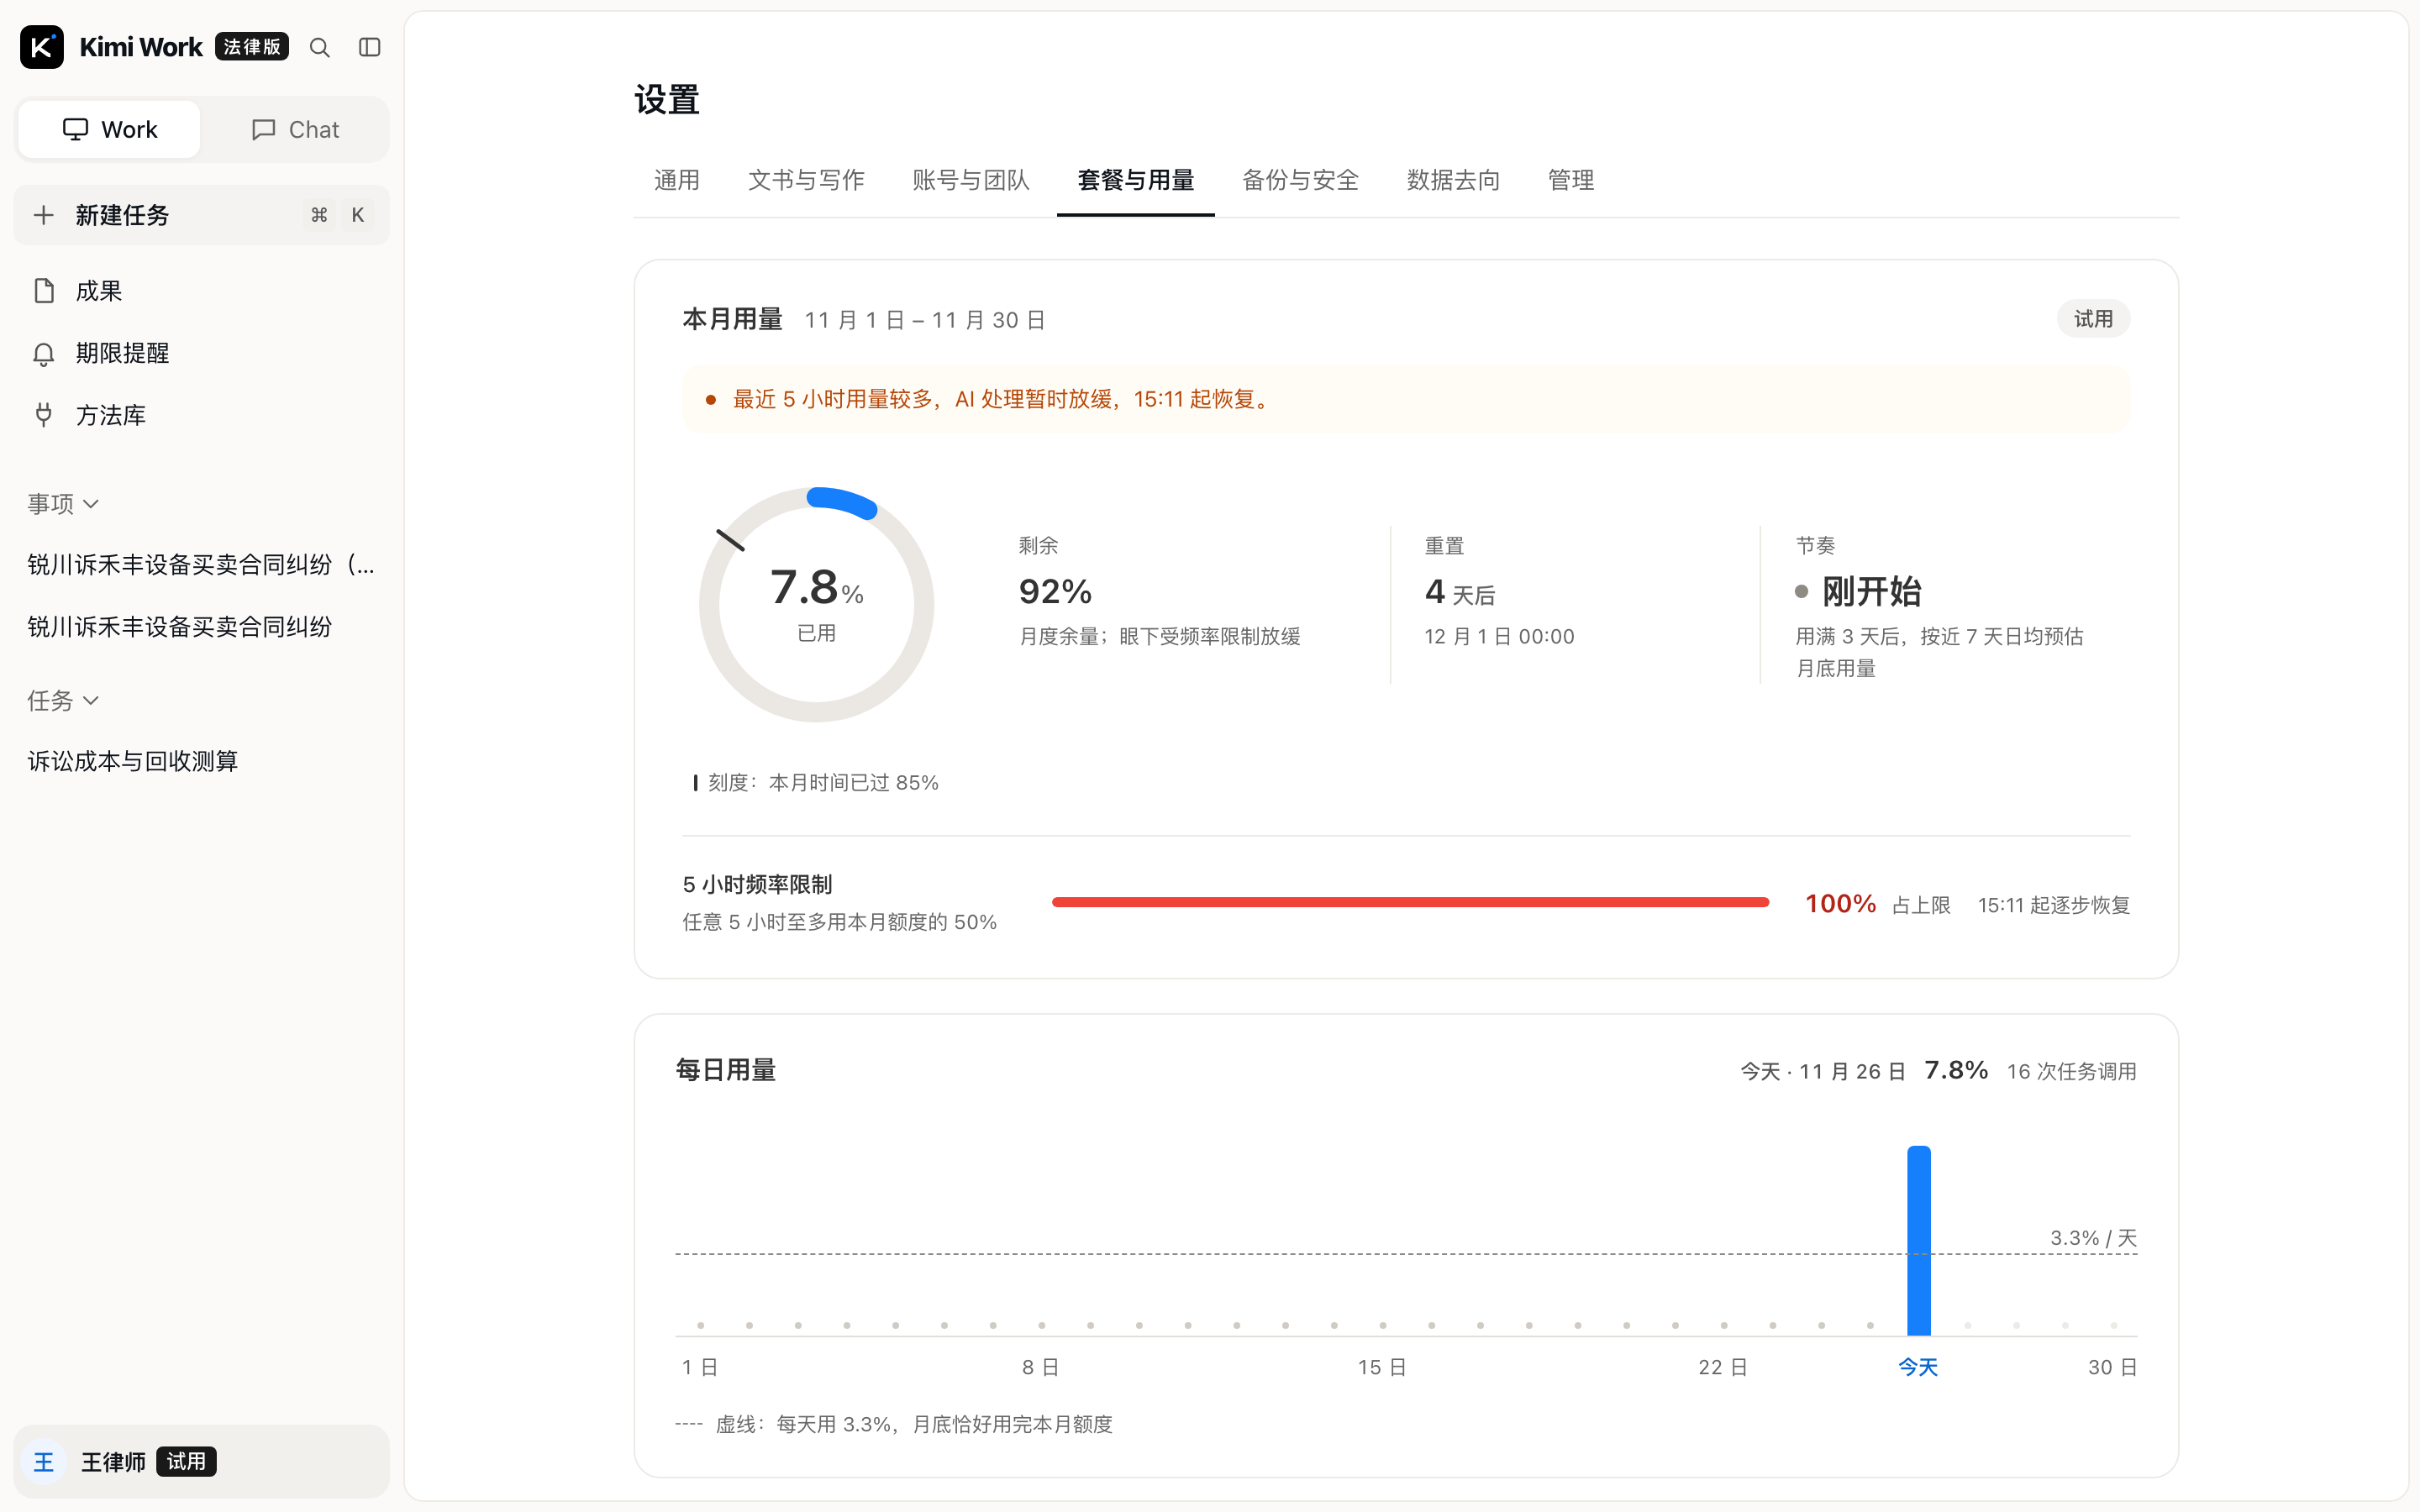 Kimi Work 法律版
Work
Chat
新建任务 ⌘ K
成果
期限提醒
方法库
事项
锐川诉禾丰设备买卖合同纠纷（...
锐川诉禾丰设备买卖合同纠纷
任务
诉讼成本与回收测算
王 王律师 试用
设置
通用 文书与写作 账号与团队 套餐与用量 备份与安全 数据去向 管理
本月用量 11 月 1 日 – 11 月 30 日 试用
最近 5 小时用量较多，AI 处理暂时放缓，15:11 起恢复。
7.8%
已用
剩余
92%
月度余量；眼下受频率限制放缓
重置
4 天后
12 月 1 日 00:00
节奏
刚开始
用满 3 天后，按近 7 天日均预估
月底用量
刻度：本月时间已过 85%
5 小时频率限制
任意 5 小时至多用本月额度的 50%
100% 占上限 15:11 起逐步恢复
每日用量
今天 · 11 月 26 日 7.8% 16 次任务调用
3.3% / 天
1 日 8 日 15 日 22 日 今天 30 日
虚线：每天用 3.3%，月底恰好用完本月额度